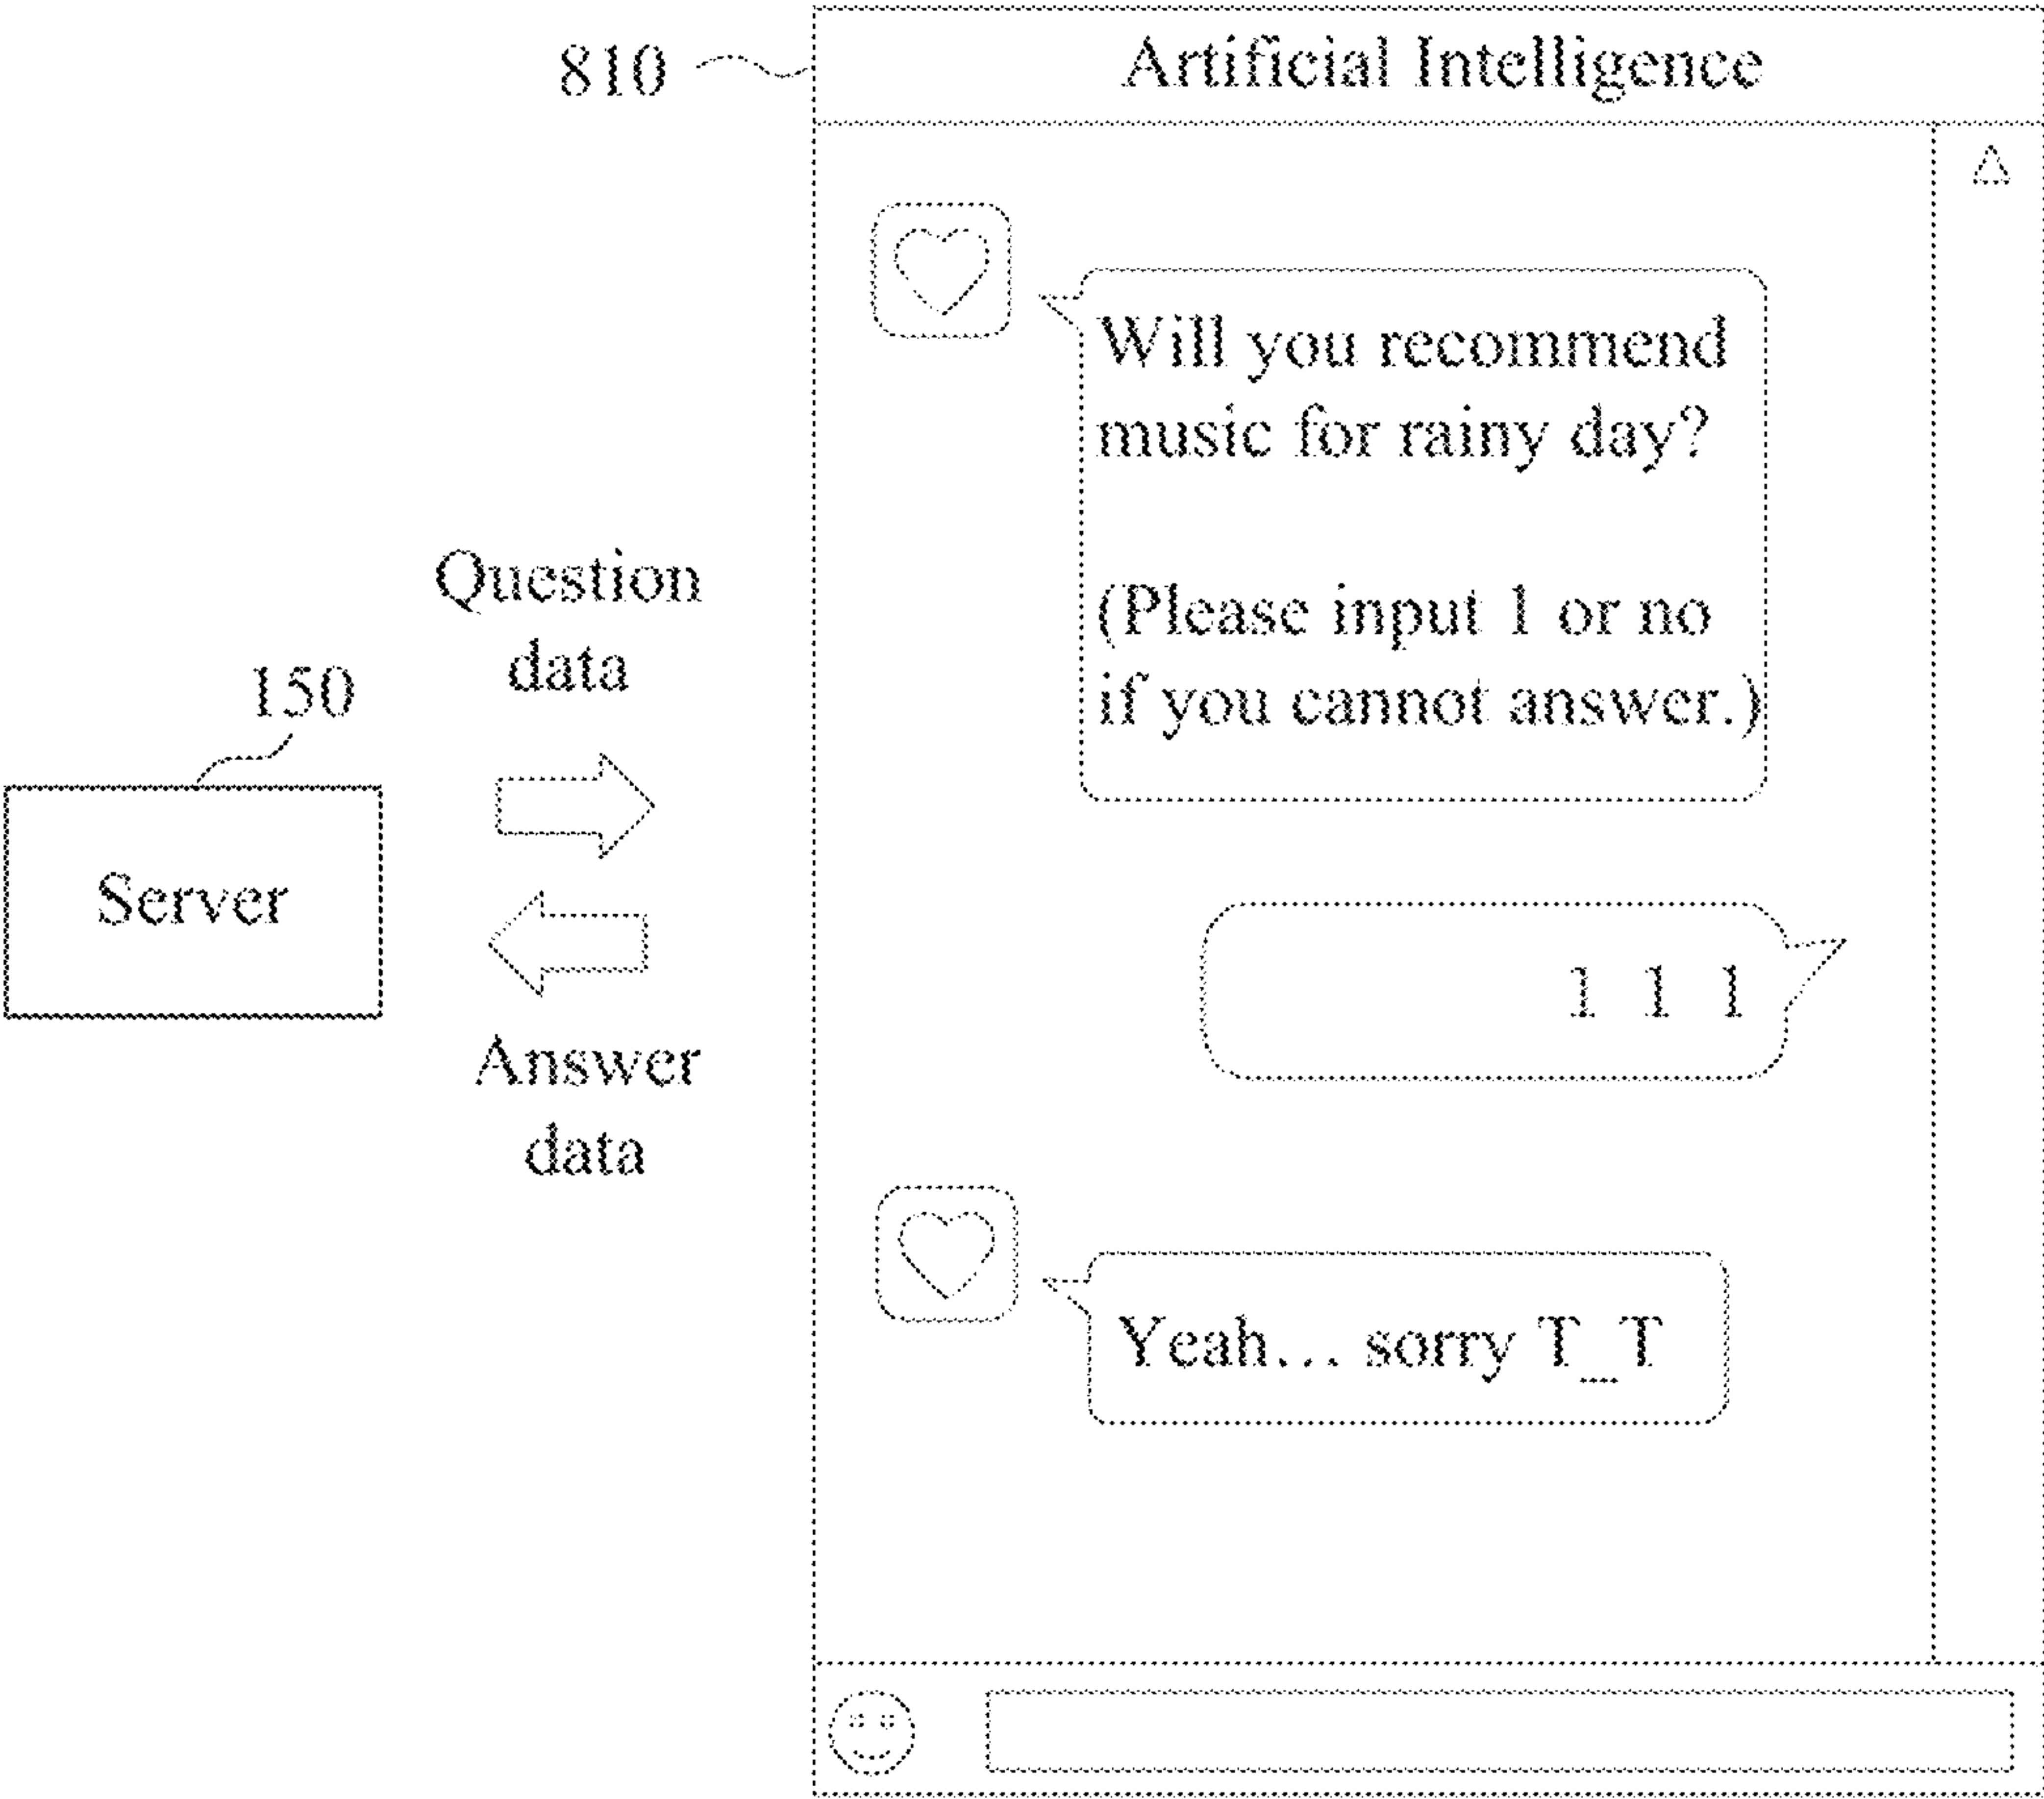 810
Artificial Intelligence
Will you recommend
music for rainy day?
(Please input 1 or no
if you cannot answer.)
Question
data
150
Server
Answer
data
1 1 1
Yeah... sorry T_T